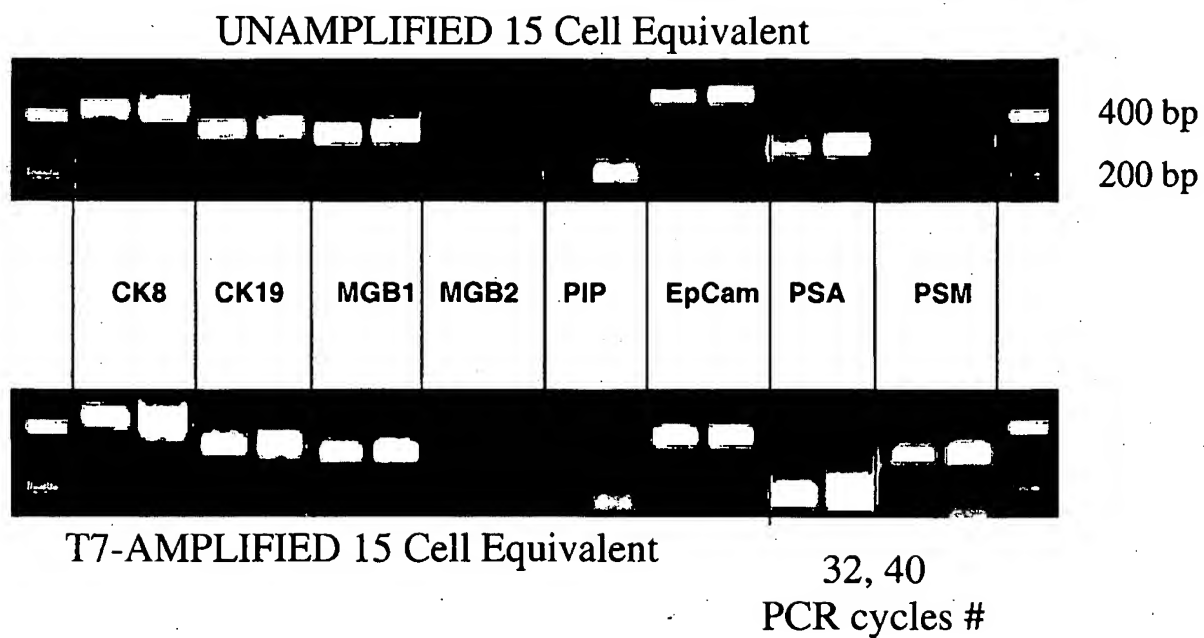 UNAMPLIFIED 15 Cell Equivalent
400 bp
200 bp
CK8 CK19 MGB1 MGB2 PIP EpCam PSA PSM
T7-AMPLIFIED 15 Cell Equivalent
32, 40
PCR cycles #